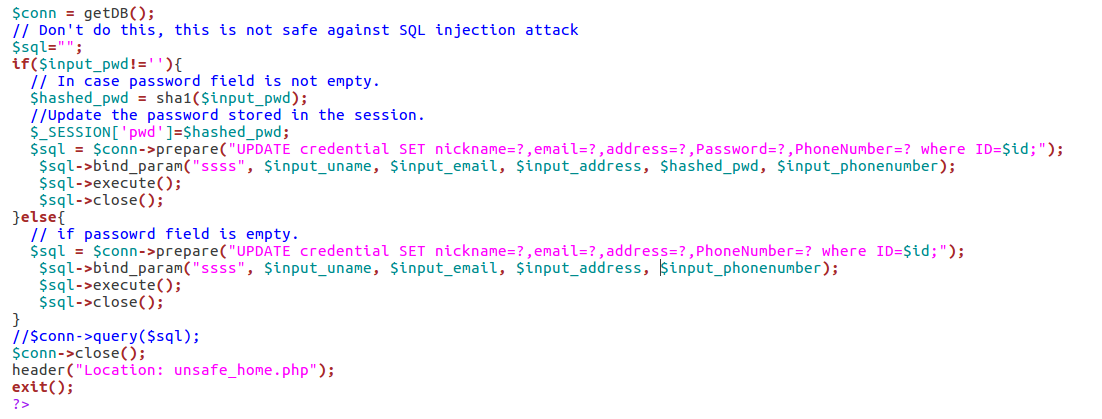 $conn = getDB();
// Don't do this, this is not safe against SQL injection attack
$sql="";
if($input_pwd!=''){
  // In case password field is not empty.
  $hashed_pwd = sha1($input_pwd);
  //Update the password stored in the session.
  $_SESSION['pwd']=$hashed_pwd;
  $sql = $conn->prepare("UPDATE credential SET nickname=?,email=?,address=?,Password=?,PhoneNumber=? where ID=$id;");
   $sql->bind_param("ssss", $input_uname, $input_email, $input_address, $hashed_pwd, $input_phonenumber);
   $sql->execute();
   $sql->close();
}else{
  // if passowrd field is empty.
  $sql = $conn->prepare("UPDATE credential SET nickname=?,email=?,address=?,PhoneNumber=? where ID=$id;");
   $sql->bind_param("ssss", $input_uname, $input_email, $input_address, $input_phonenumber);
   $sql->execute();
   $sql->close();
}
//$conn->query($sql);
$conn->close();
header("Location: unsafe_home.php");
exit();
?>